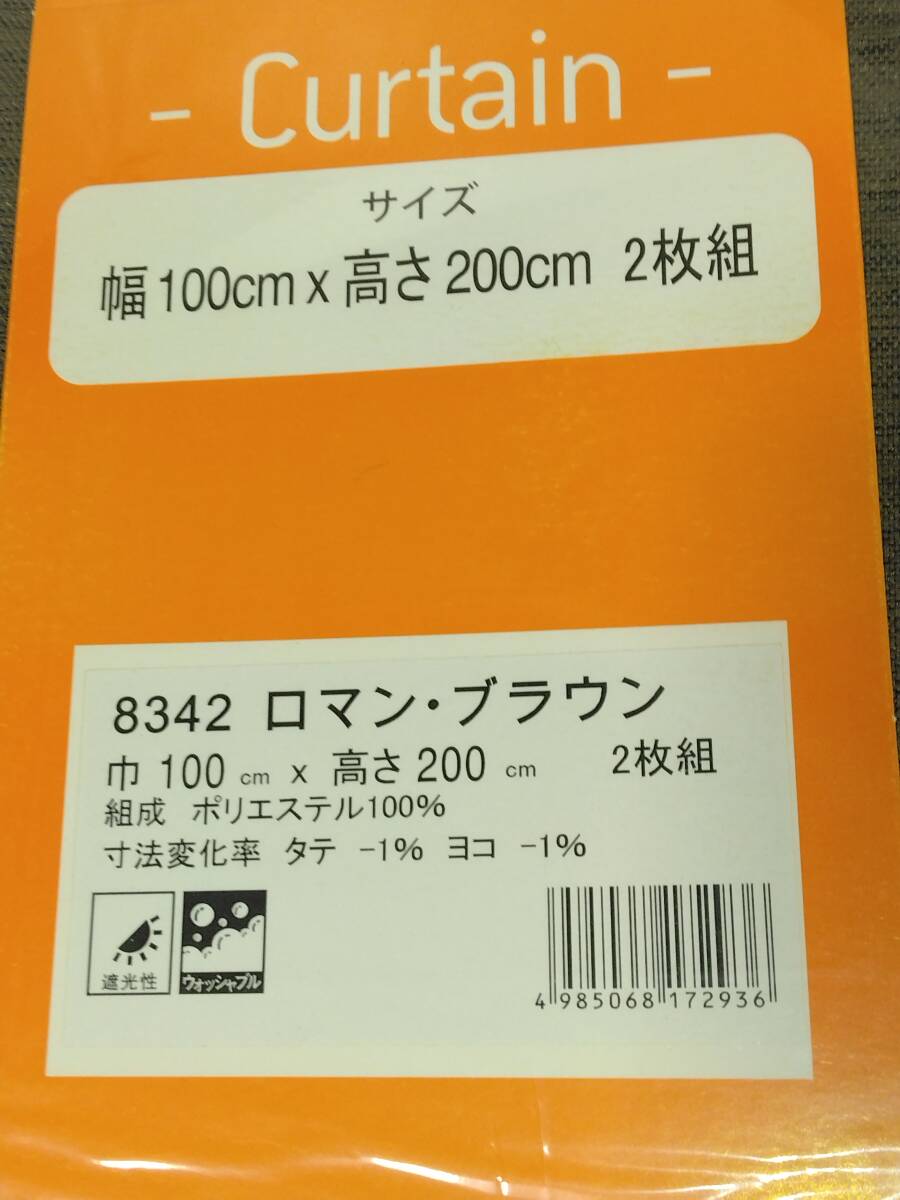 - Curtain -
サイズ
幅100cm x 高さ200cm 2枚組
8342 ロマン・ブラウン
巾 100 cm x 高さ 200 cm 2枚組
組成 ポリエステル100%
寸法変化率 タテ -1% ヨコ -1%
遮光性
ウォッシャブル
4 985068 172936